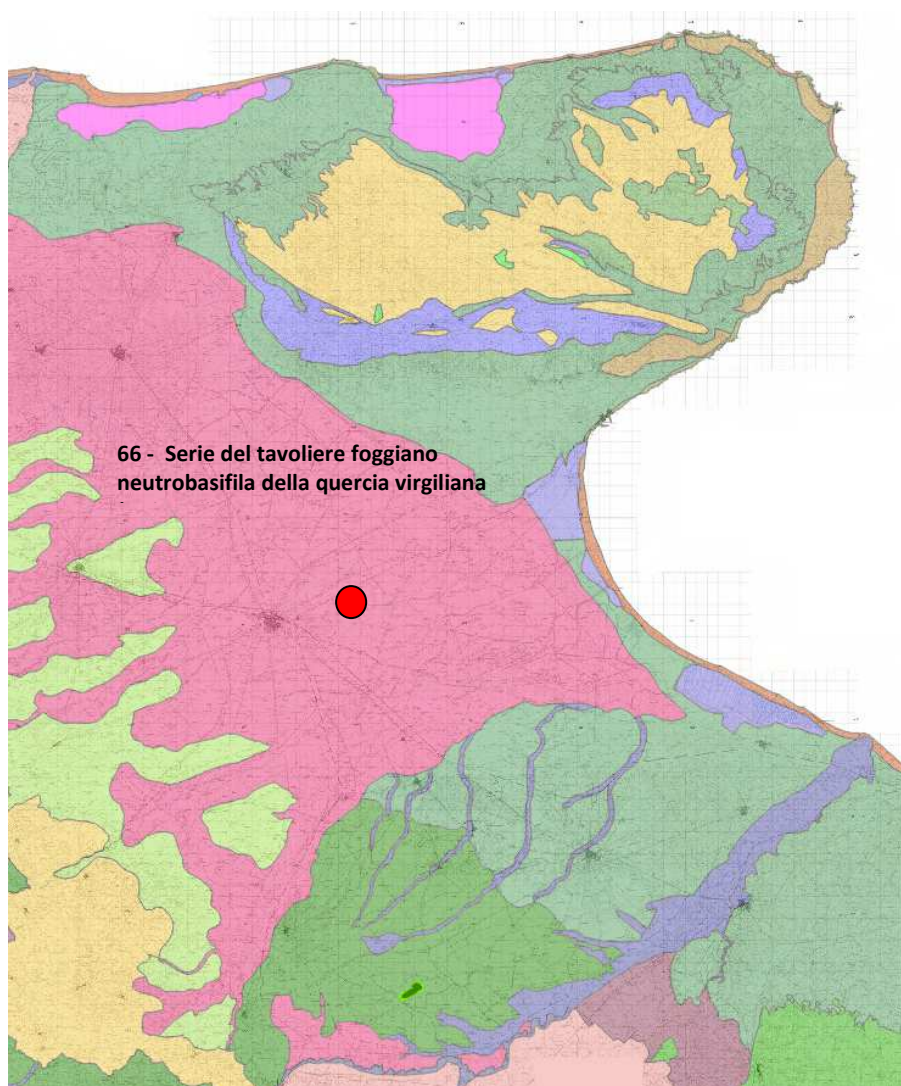 66 - Serie del tavoliere foggiano
neutrobasifila della quercia virgiliana